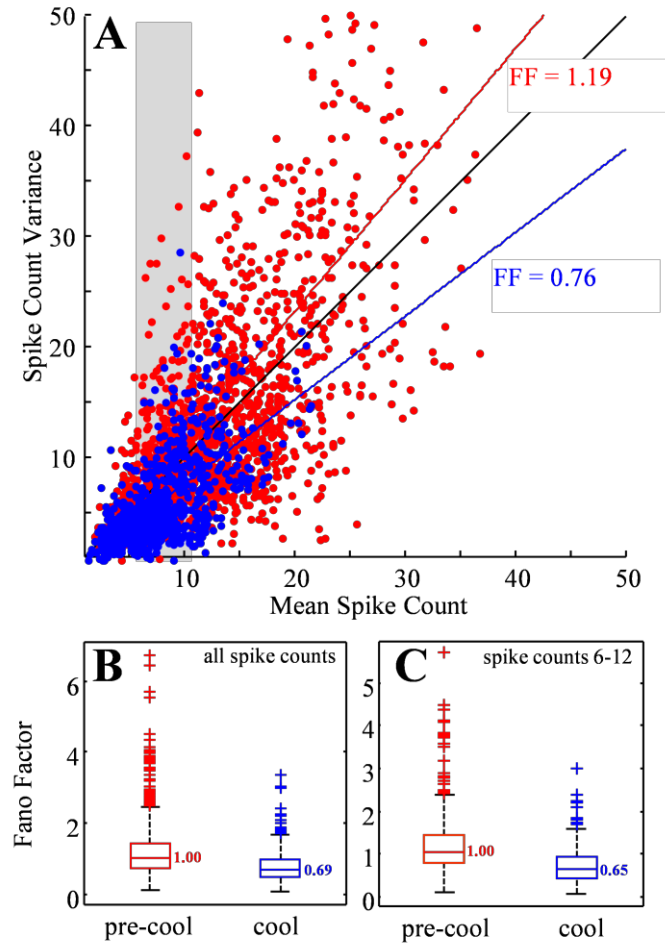 A
50
40
30
20
10
Spike Count Variance
FF = 1.19
FF = 0.76
10
20
30
40
50
Mean Spike Count
B
all spike counts
6
4
2
0
Fano Factor
1.00
0.69
pre-cool
cool
C
spike counts 6-12
5
4
3
2
1
0
1.00
0.65
pre-cool
cool